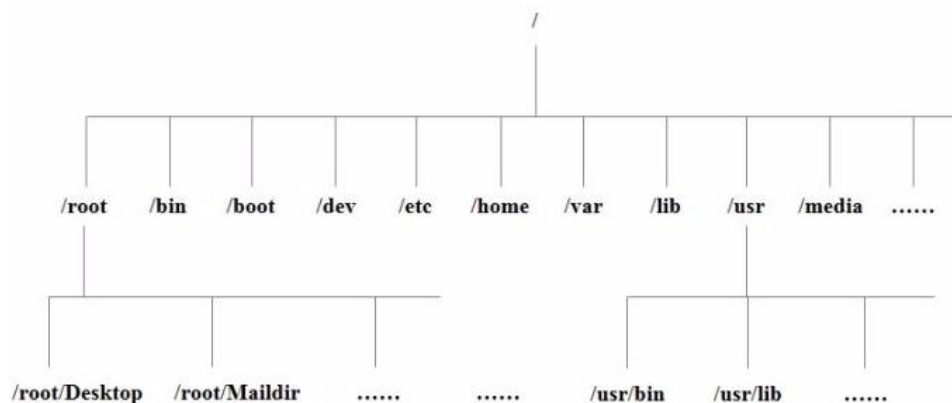 /
/root /bin /boot /dev /etc /home /var /lib /usr /media ......
/root/Desktop /root/Maildir ...... ...... /usr/bin /usr/lib ......